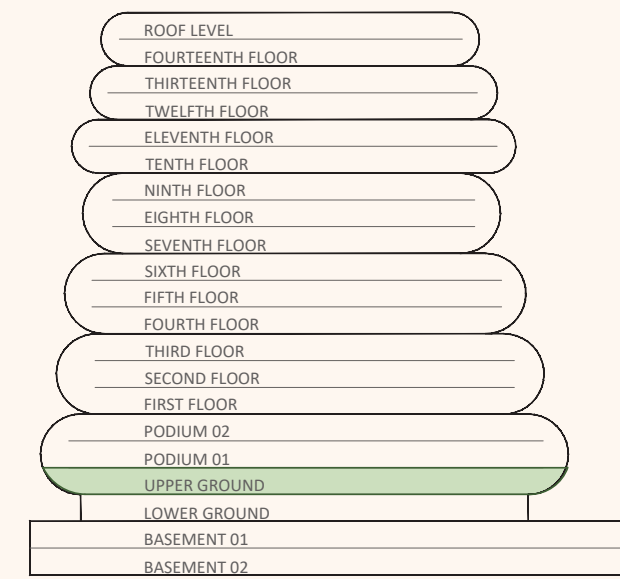 ROOF LEVEL
FOURTEENTH FLOOR
THIRTEENTH FLOOR
TWELFTH FLOOR
ELEVENTH FLOOR
TENTH FLOOR
NINTH FLOOR
EIGHTH FLOOR
SEVENTH FLOOR
SIXTH FLOOR
FIFTH FLOOR
FOURTH FLOOR
THIRD FLOOR
SECOND FLOOR
FIRST FLOOR
PODIUM 02
PODIUM 01
UPPER GROUND
LOWER GROUND
BASEMENT 01
BASEMENT 02